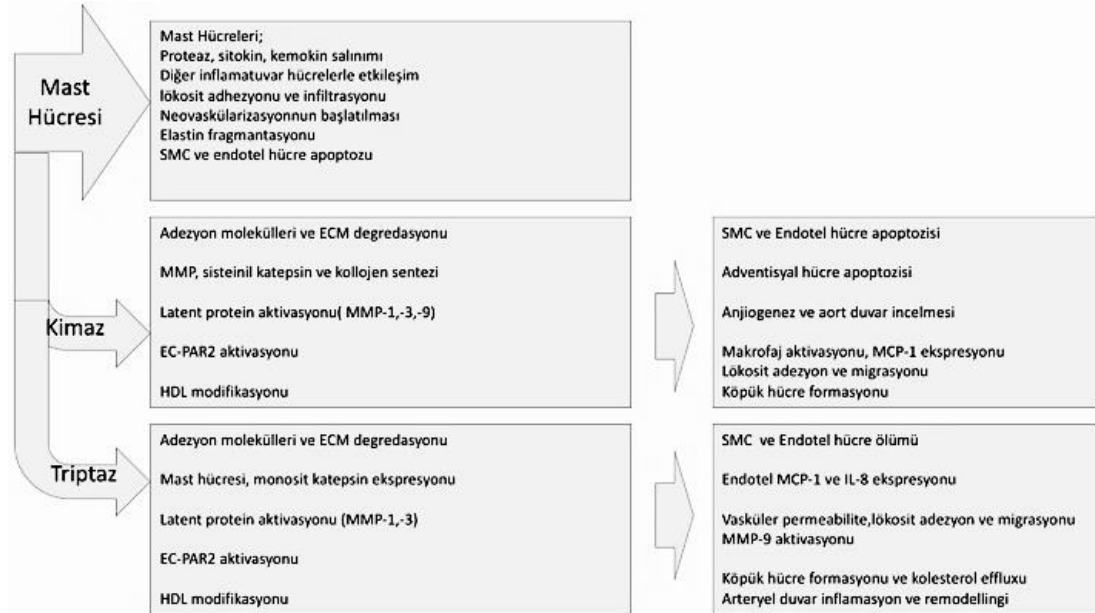 Mast
Hücresi
Mast Hücreleri;
Proteaz, sitokin, kemokin salınımı
Diğer inflamatuvar hücrelerle etkileşim
lökosit adhezyonu ve infiltrasyonu
Neovaskülarizasyonnun başlatılması
Elastin fragmantasyonu
SMC ve endotel hücre apoptozu
Kimaz
Adezyon molekülleri ve ECM degredasyonu
MMP, sisteinil katepsin ve kollojen sentezi
Latent protein aktivasyonu( MMP-1,-3,-9)
EC-PAR2 aktivasyonu
HDL modifikasyonu
SMC ve Endotel hücre apoptozisi
Adventisyal hücre apoptozisi
Anjiogenez ve aort duvar incelmesi
Makrofaj aktivasyonu, MCP-1 ekspresyonu
Lökosit adezyon ve migrasyonu
Köpük hücre formasyonu
Triptaz
Adezyon molekülleri ve ECM degredasyonu
Mast hücresi, monosit katepsin ekspresyonu
Latent protein aktivasyonu (MMP-1,-3)
EC-PAR2 aktivasyonu
HDL modifikasyonu
SMC ve Endotel hücre ölümü
Endotel MCP-1 ve IL-8 ekspresyonu
Vasküler permeabilite,lökosit adezyon ve migrasyonu
MMP-9 aktivasyonu
Köpük hücre formasyonu ve kolesterol effluxu
Arteryel duvar inflamasyon ve remodellingi